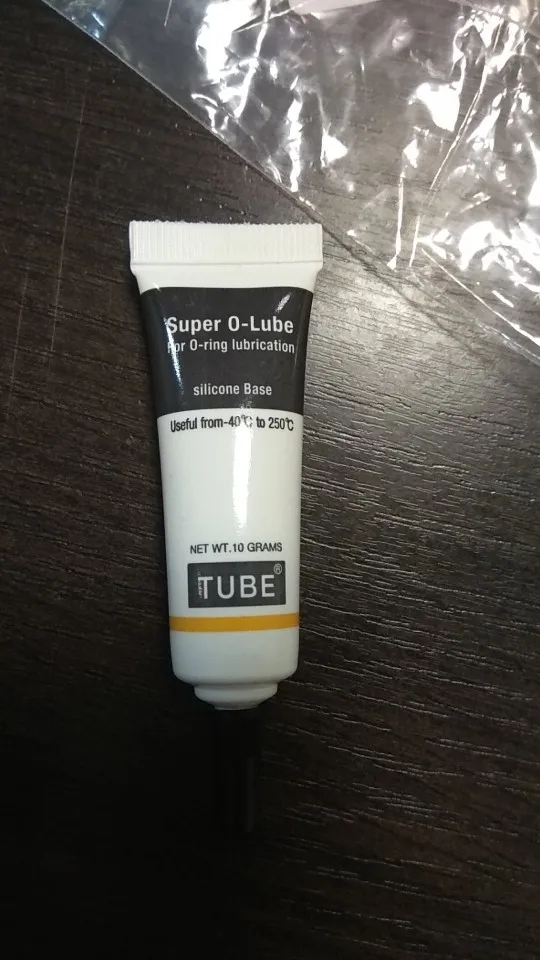 Super O-Lube
For O-ring lubrication
silicone Base
Useful from-40℃ to 250℃
NET WT.10 GRAMS
TUBE®